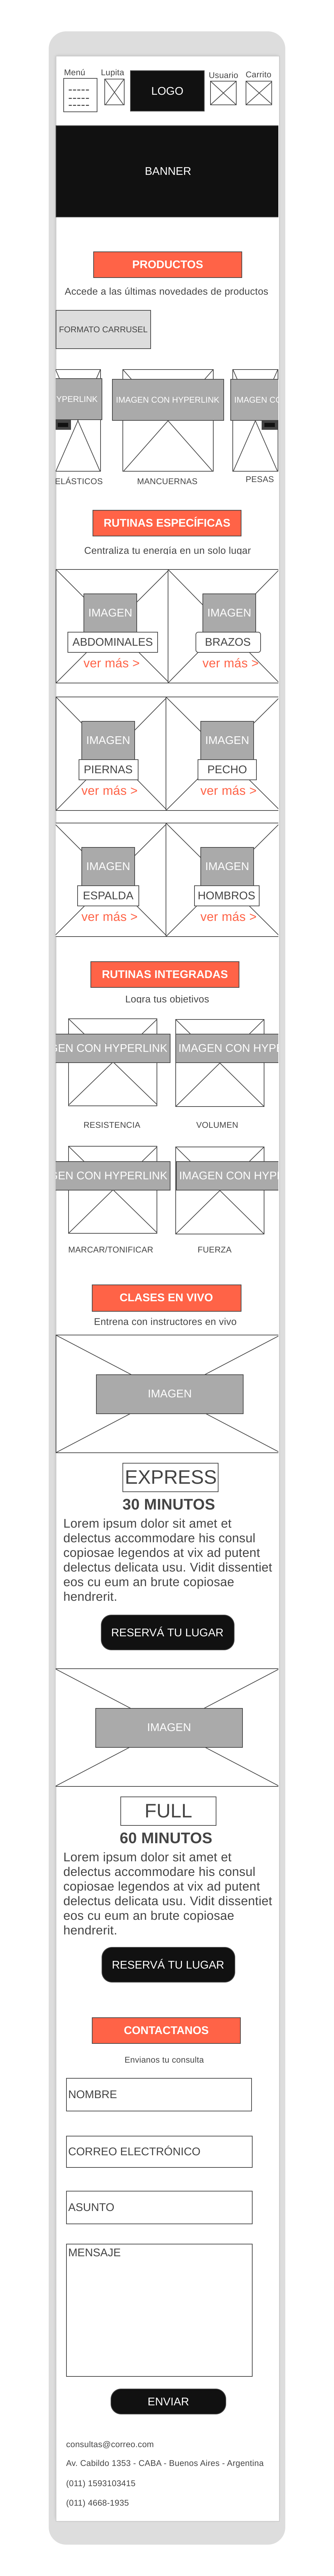 Menú
Lupita
LOGO
Usuario
Carrito
BANNER
PRODUCTOS
Accede a las últimas novedades de productos
FORMATO CARRUSEL
YPERLINK
IMAGEN CON HYPERLINK
IMAGEN CO
ELÁSTICOS
MANCUERNAS
PESAS
RUTINAS ESPECÍFICAS
Centraliza tu energía en un solo lugar
IMAGEN
IMAGEN
ABDOMINALES
BRAZOS
ver más >
ver más >
IMAGEN
IMAGEN
PIERNAS
PECHO
ver más >
ver más >
IMAGEN
IMAGEN
ESPALDA
HOMBROS
ver más >
ver más >
RUTINAS INTEGRADAS
Logra tus objetivos
GEN CON HYPERLINK
IMAGEN CON HYPE
RESISTENCIA
VOLUMEN
GEN CON HYPERLINK
IMAGEN CON HYPE
MARCAR/TONIFICAR
FUERZA
CLASES EN VIVO
Entrena con instructores en vivo
IMAGEN
EXPRESS
30 MINUTOS
Lorem ipsum dolor sit amet et
delectus accommodare his consul
copiosae legendos at vix ad putent
delectus delicata usu. Vidit dissentiet
eos cu eum an brute copiosae
hendrerit.
RESERVÁ TU LUGAR
IMAGEN
FULL
60 MINUTOS
Lorem ipsum dolor sit amet et
delectus accommodare his consul
copiosae legendos at vix ad putent
delectus delicata usu. Vidit dissentiet
eos cu eum an brute copiosae
hendrerit.
RESERVÁ TU LUGAR
CONTACTANOS
Envianos tu consulta
NOMBRE
CORREO ELECTRÓNICO
ASUNTO
MENSAJE
ENVIAR
consultas@correo.com
Av. Cabildo 1353 - CABA - Buenos Aires - Argentina
(011) 1593103415
(011) 4668-1935